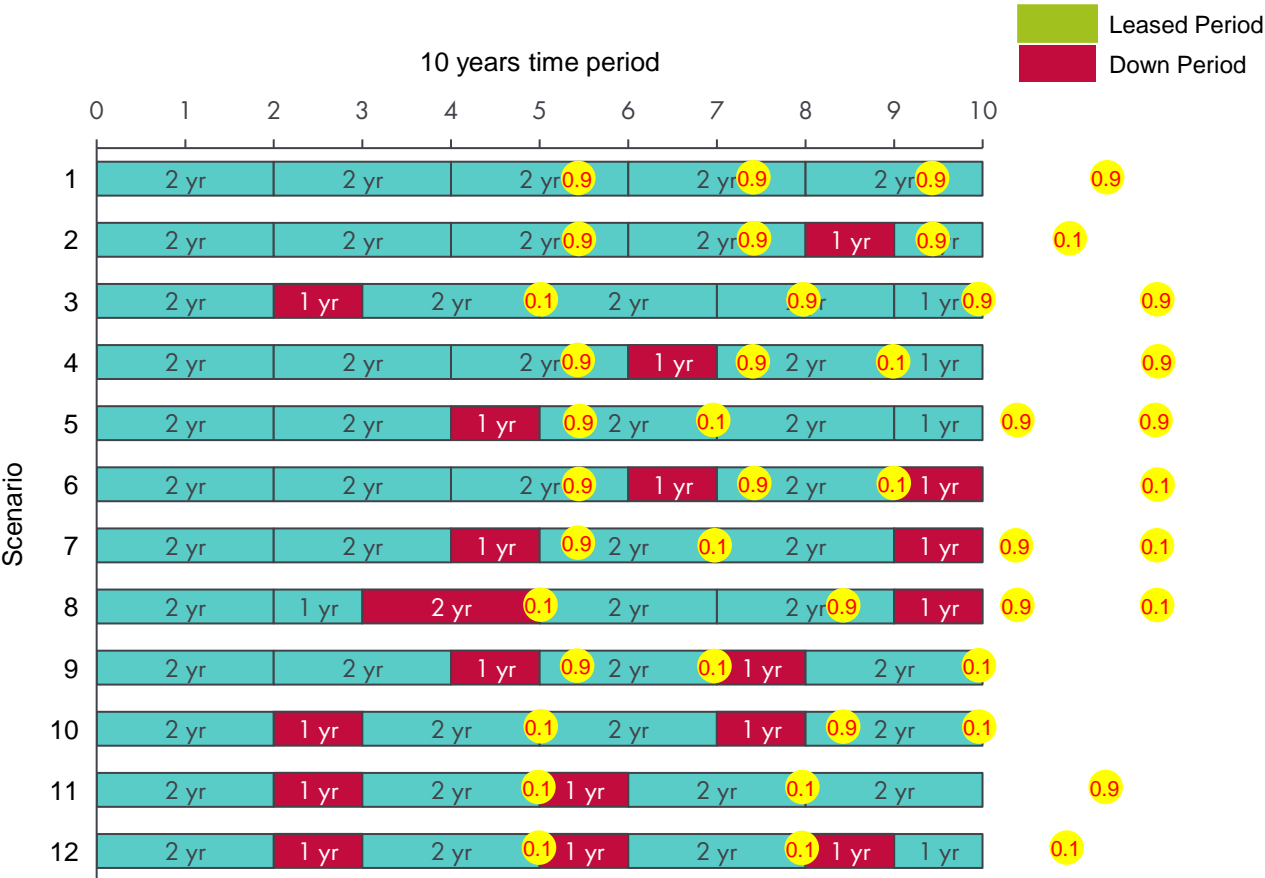 Leased Period
10 years time period
Down Period
0 1 2 3 4 5 6 7 8 9 10
1 2 yr 2 yr 2 yr 0.9 2 yr 0.9 2 yr 0.9 0.9
2 2 yr 2 yr 2 yr 0.9 2 yr 0.9 1 yr 0.9 r 0.1
3 2 yr 1 yr 2 yr 0.1 2 yr 0.9 r 1 yr 0.9 0.9
4 2 yr 2 yr 2 yr 0.9 1 yr 0.9 2 yr 0.1 1 yr 0.9
5 2 yr 2 yr 1 yr 0.9 2 yr 0.1 2 yr 1 yr 0.9 0.9
Scenario
6 2 yr 2 yr 2 yr 0.9 1 yr 0.9 2 yr 0.1 1 yr 0.1
7 2 yr 2 yr 1 yr 0.9 2 yr 0.1 2 yr 1 yr 0.9 0.1
8 2 yr 1 yr 2 yr 0.1 2 yr 2 yr 0.9 1 yr 0.9 0.1
9 2 yr 2 yr 1 yr 0.9 2 yr 0.1 1 yr 2 yr 0.1
10 2 yr 1 yr 2 yr 0.1 2 yr 1 yr 0.9 2 yr 0.1
11 2 yr 1 yr 2 yr 0.1 1 yr 2 yr 0.1 2 yr 0.9
12 2 yr 1 yr 2 yr 0.1 1 yr 2 yr 0.1 1 yr 1 yr 0.1